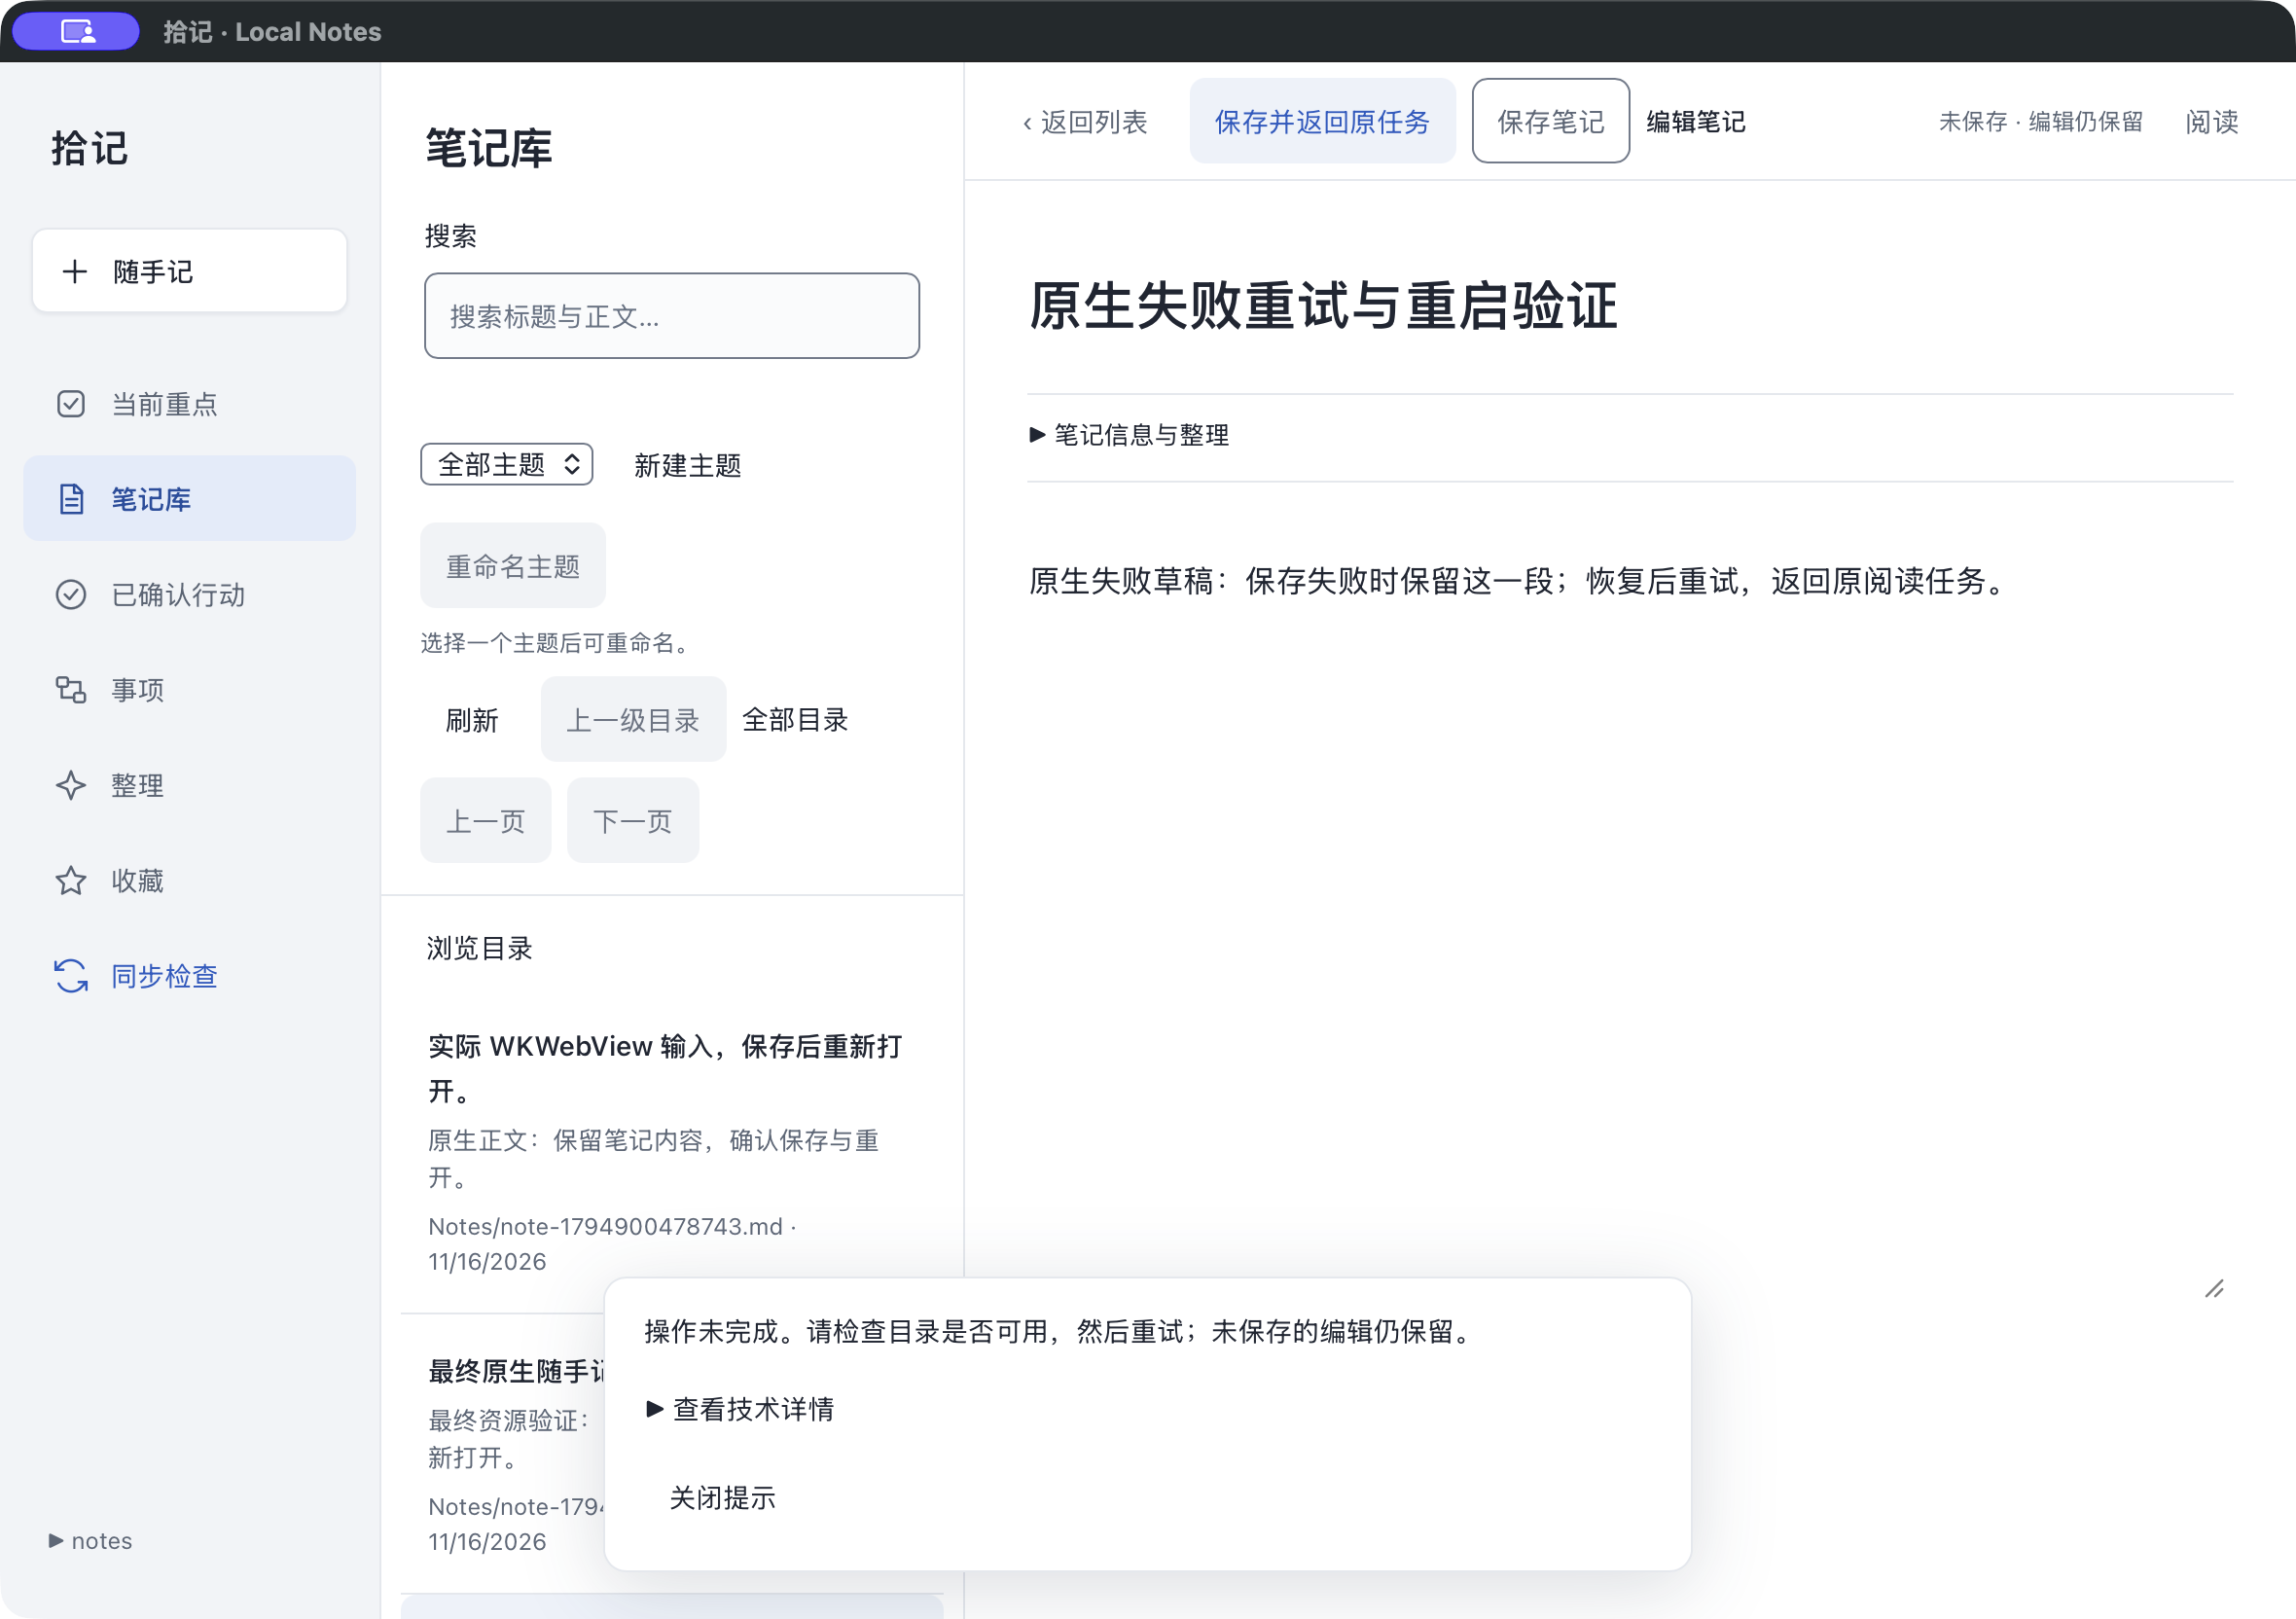 拾记 · Local Notes
拾记
随手记
当前重点
笔记库
已确认行动
事项
整理
收藏
同步检查
notes
笔记库
搜索
搜索标题与正文...
全部主题
新建主题
重命名主题
选择一个主题后可重命名。
刷新
上一级目录
全部目录
上一页
下一页
浏览目录
实际 WKWebView 输入，保存后重新打
开。
原生正文：保留笔记内容，确认保存与重
开。
Notes/note-1794900478743.md ·
11/16/2026
最终原生随手记
最终资源验证：
新打开。
Notes/note-179
11/16/2026
‹ 返回列表
保存并返回原任务
保存笔记
编辑笔记
未保存 · 编辑仍保留
阅读
原生失败重试与重启验证
笔记信息与整理
原生失败草稿：保存失败时保留这一段；恢复后重试，返回原阅读任务。
操作未完成。请检查目录是否可用，然后重试；未保存的编辑仍保留。
查看技术详情
关闭提示